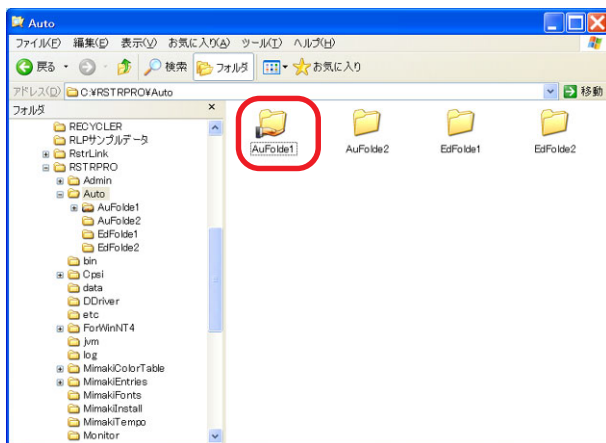 Auto
ファイル(F) 編集(E) 表示(V) お気に入り(A) ツール(T) ヘルプ(H)
戻る 検索 フォルダ お気に入り
アドレス(D) C:¥RSTRPRO¥Auto 移動
フォルダ ×
RECYCLER
RLPサンプルデータ
RstrLink
RSTRPRO
Admin
Auto
AuFolde1
AuFolde2
EdFolde1
EdFolde2
bin
Cpsi
data
DDriver
etc
ForWinNT4
jvm
log
MimakiColorTable
MimakiEntries
MimakiFonts
MimakiInstall
MimakiTempo
Monitor
AuFolde1 AuFolde2 EdFolde1 EdFolde2